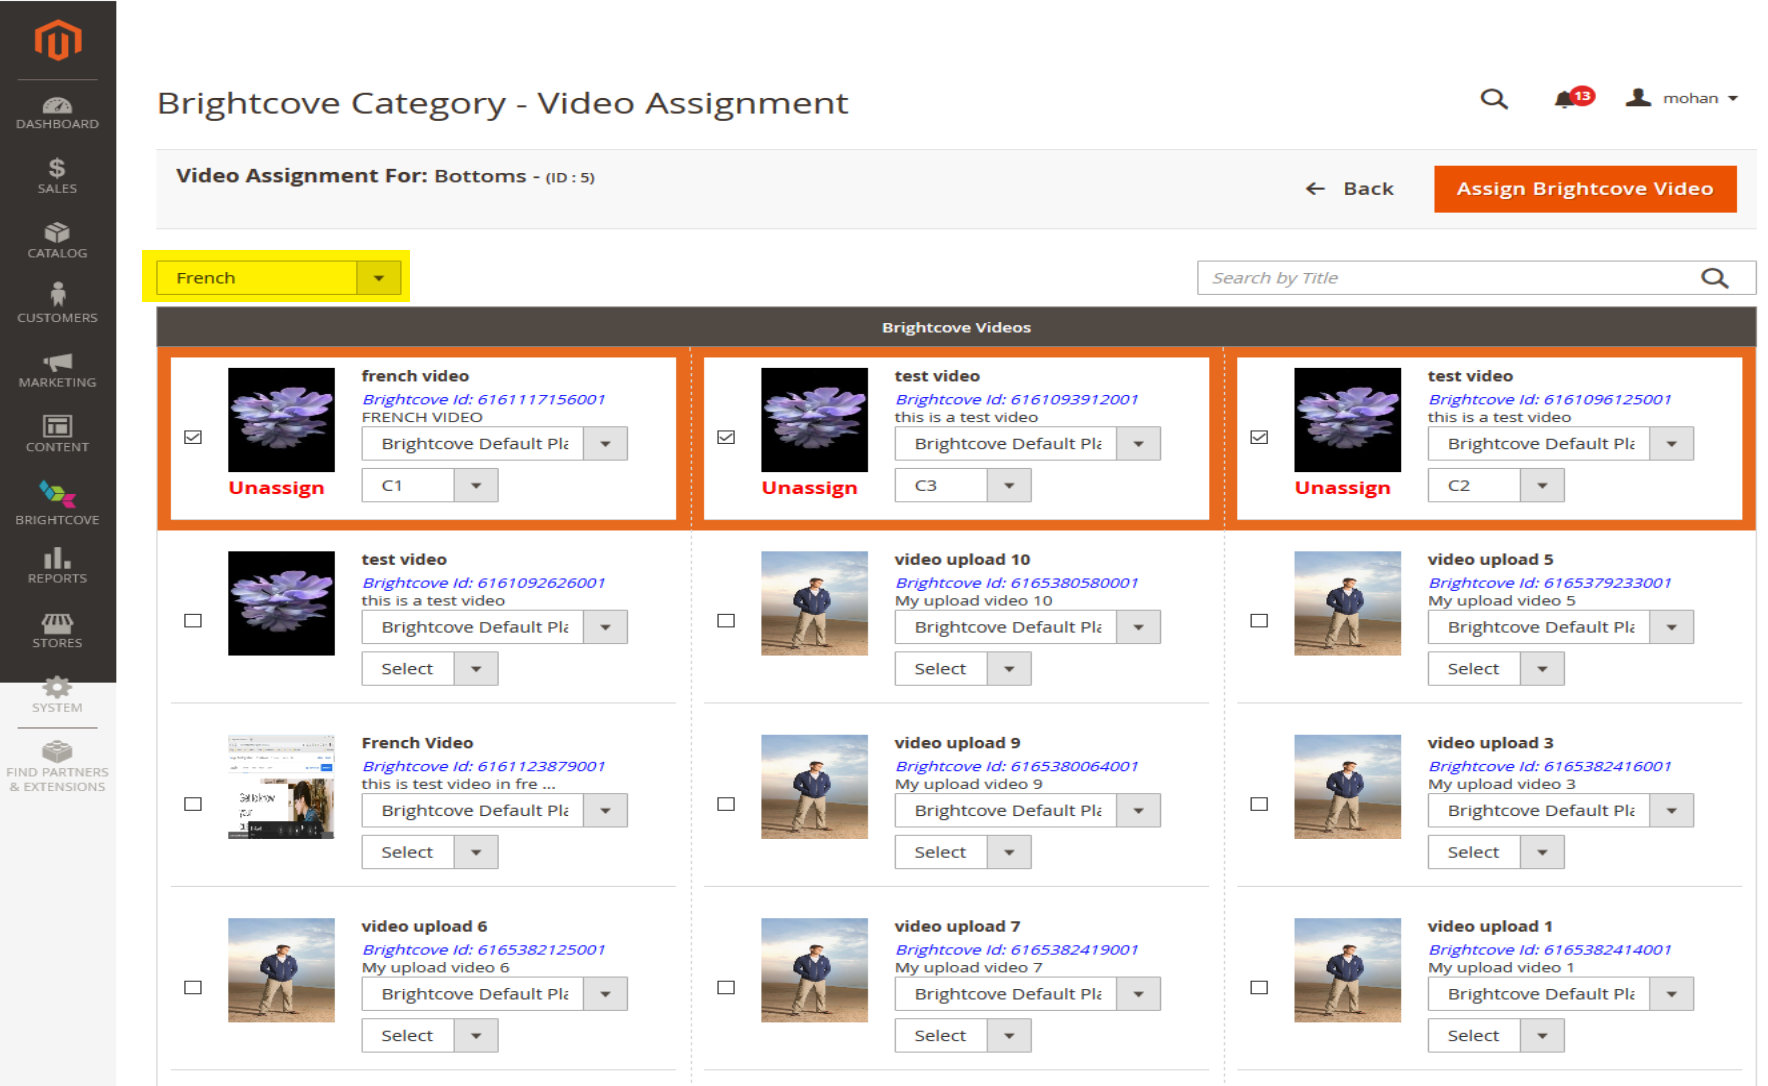 Brightcove Category - Video Assignment
13
mohan
DASHBOARD
SALES
CATALOG
CUSTOMERS
MARKETING
CONTENT
BRIGHTCOVE
REPORTS
STORES
SYSTEM
FIND PARTNERS
& EXTENSIONS
Video Assignment For: Bottoms - (ID : 5)
Back
Assign Brightcove Video
French
Search by Title
Brightcove Videos
french video
Brightcove Id: 6161117156001
FRENCH VIDEO
Brightcove Default Pla
Unassign
C1
test video
Brightcove Id: 6161093912001
this is a test video
Brightcove Default Pla
Unassign
C3
test video
Brightcove Id: 6161096125001
this is a test video
Brightcove Default Pla
Unassign
C2
test video
Brightcove Id: 6161092626001
this is a test video
Brightcove Default Pla
Select
video upload 10
Brightcove Id: 6165380580001
My upload video 10
Brightcove Default Pla
Select
video upload 5
Brightcove Id: 6165379233001
My upload video 5
Brightcove Default Pla
Select
French Video
Brightcove Id: 6161123879001
this is test video in fre ...
Brightcove Default Pla
Select
video upload 9
Brightcove Id: 6165380064001
My upload video 9
Brightcove Default Pla
Select
video upload 3
Brightcove Id: 6165382416001
My upload video 3
Brightcove Default Pla
Select
video upload 6
Brightcove Id: 6165382125001
My upload video 6
Brightcove Default Pla
Select
video upload 7
Brightcove Id: 6165382419001
My upload video 7
Brightcove Default Pla
Select
video upload 1
Brightcove Id: 6165382414001
My upload video 1
Brightcove Default Pla
Select